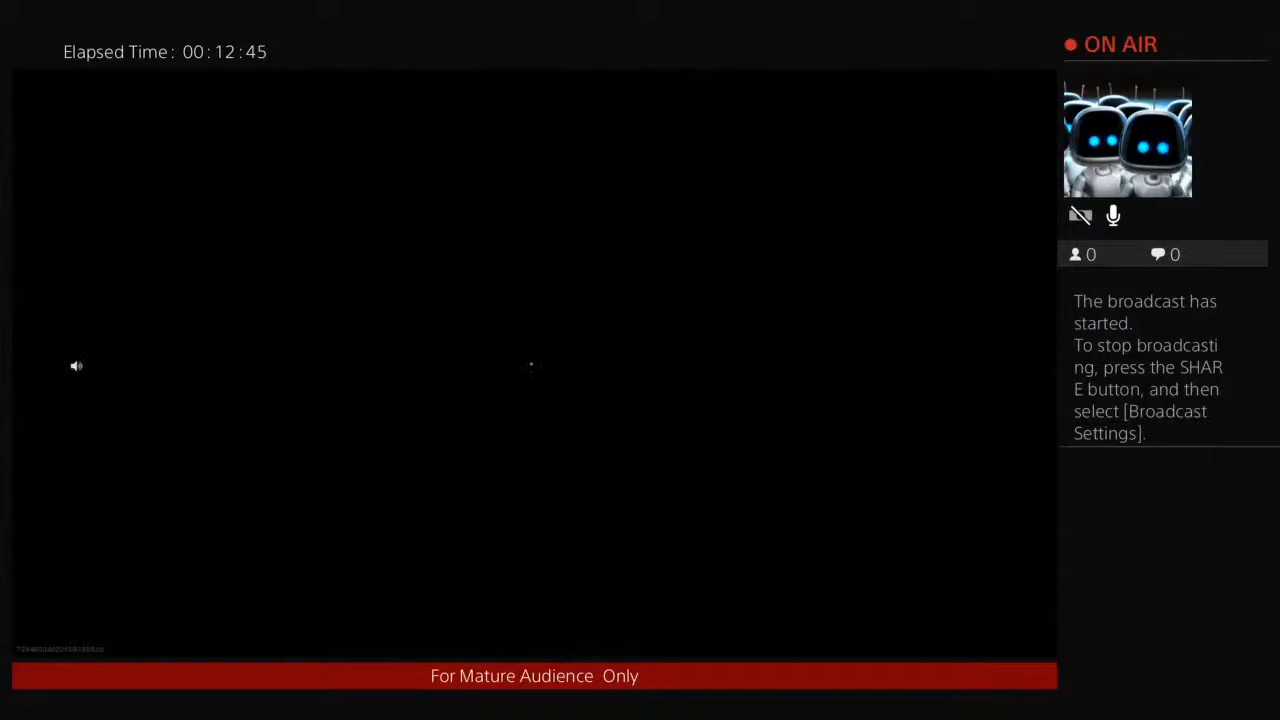 Elapsed Time: 00:12:45
ON AIR
0 0
The broadcast has
started.
To stop broadcasti
ng, press the SHAR
E button, and then
select [Broadcast
Settings].
For Mature Audience Only